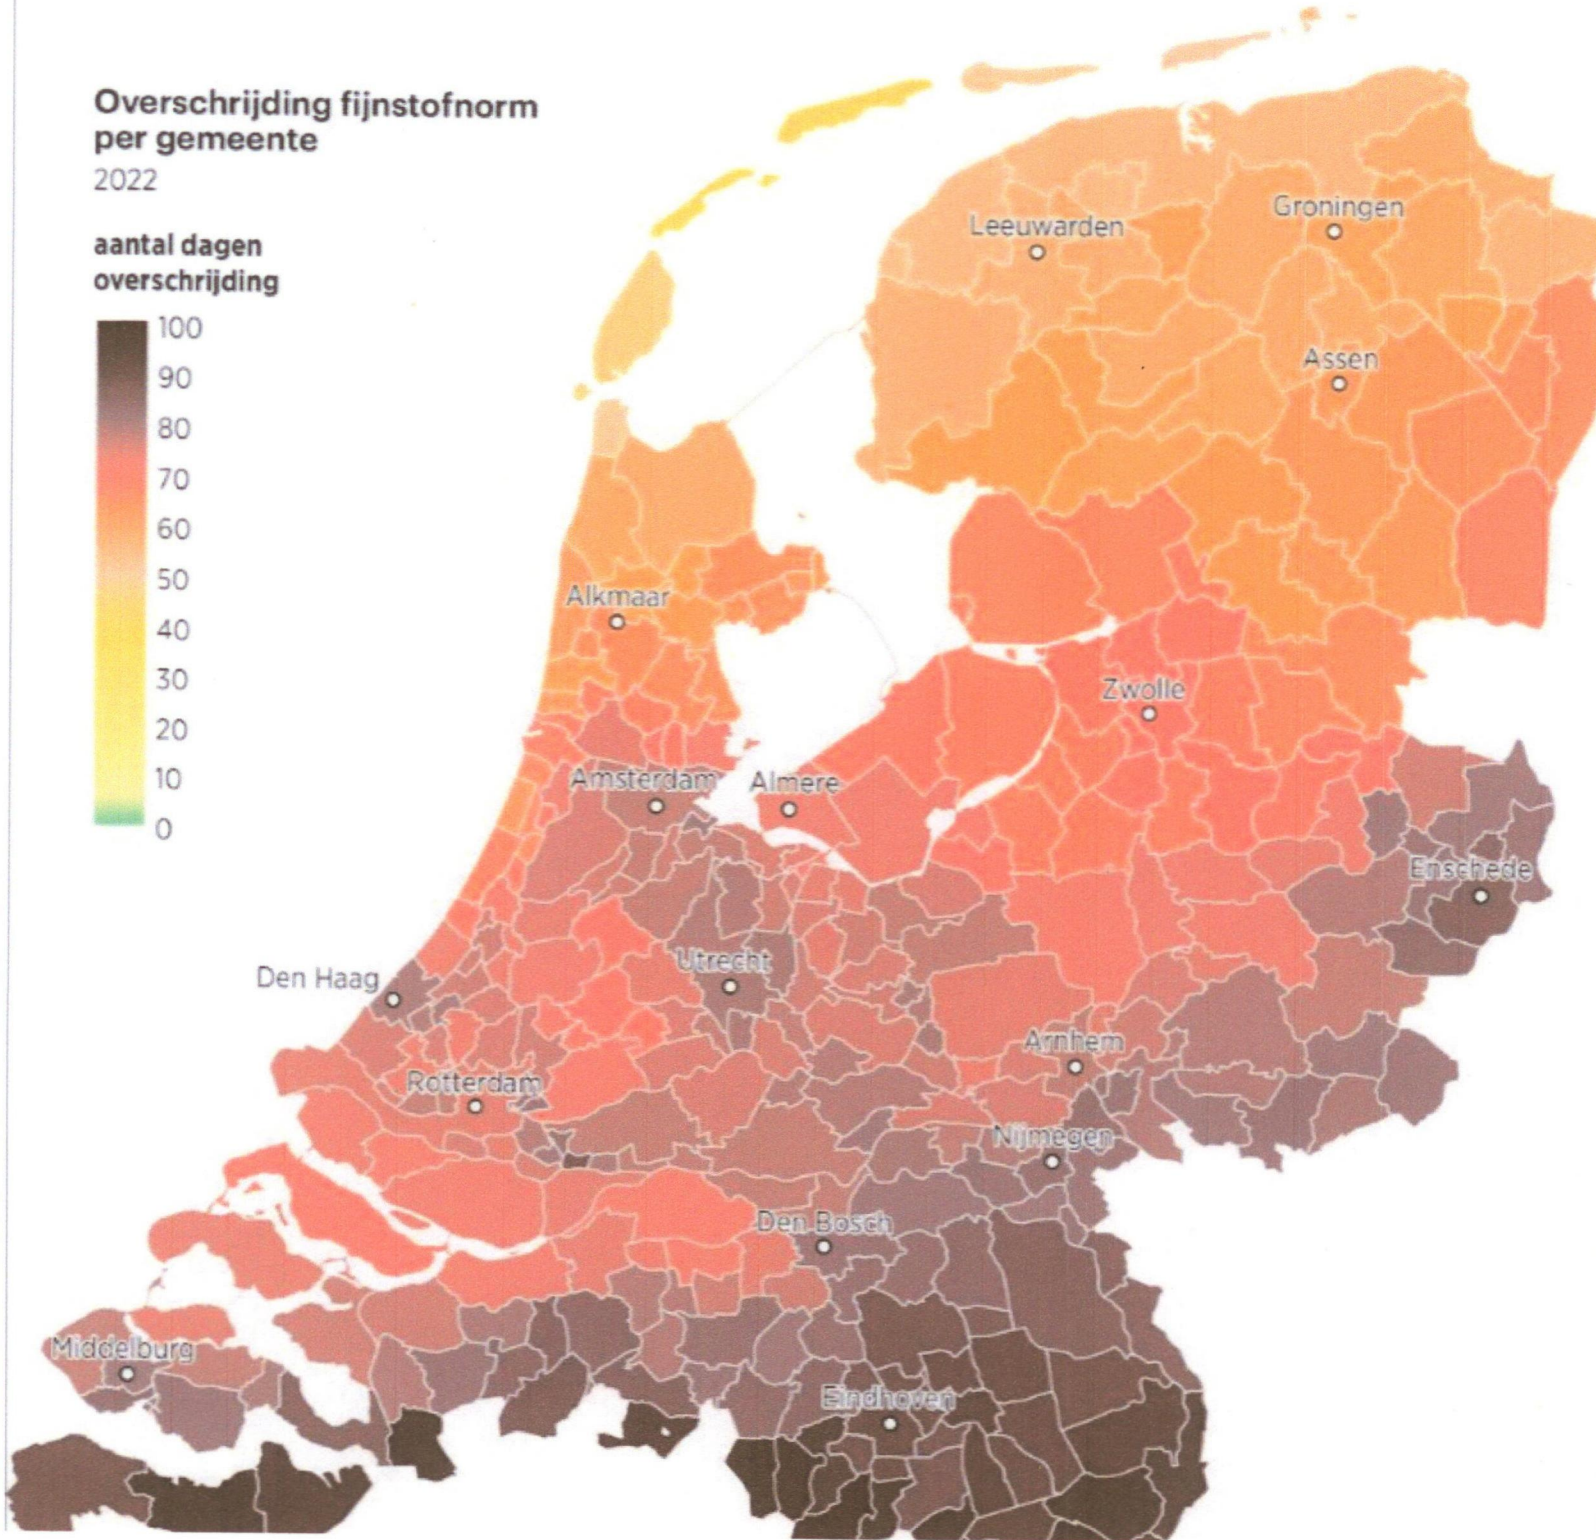 Overschrijding fijnstofnorm
per gemeente
2022
aantal dagen
overschrijding
100
90
80
70
60
50
40
30
20
10
0
Leeuwarden
Groningen
Assen
Alkmaar
Zwolle
Amsterdam
Almere
Enschede
Den Haag
Utrecht
Arnhem
Rotterdam
Nijmegen
Den Bosch
Middelburg
Eindhoven